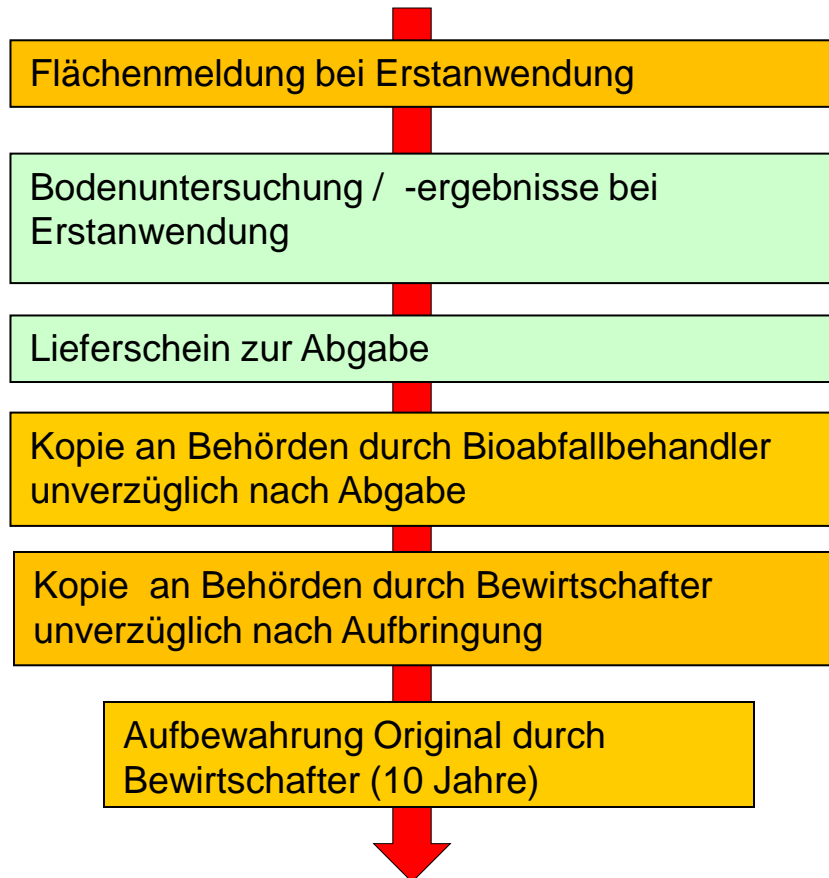 Flächenmeldung bei Erstanwendung
Bodenuntersuchung / -ergebnisse bei
Erstanwendung
Lieferschein zur Abgabe
Kopie an Behörden durch Bioabfallbehandler
unverzüglich nach Abgabe
Kopie an Behörden durch Bewirtschafter
unverzüglich nach Aufbringung
Aufbewahrung Original durch
Bewirtschafter (10 Jahre)